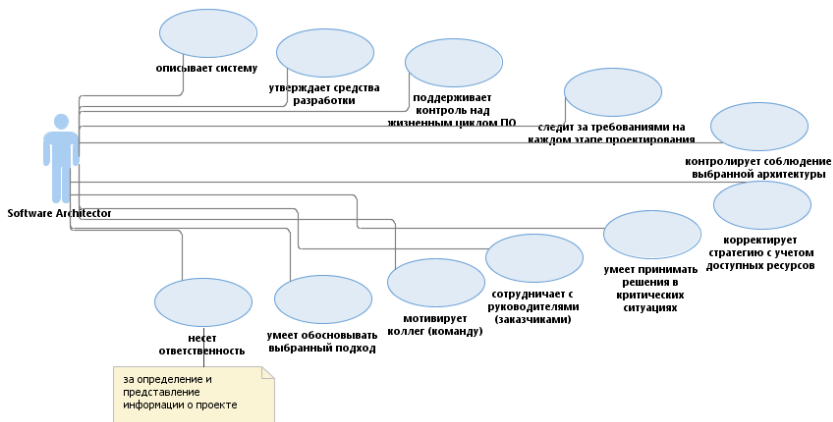 описывает систему
утверждает средства
разработки
поддерживает
контроль над
жизненным циклом ПО
следит за требованиями на
каждом этапе проектирования
контролирует соблюдение
выбранной архитектуры
Software Architector
корректирует
стратегию с учетом
доступных ресурсов
умеет принимать
решения в
критических
ситуациях
сотрудничает с
руководителями
(заказчиками)
мотивирует
коллег (команду)
умеет обосновывать
выбранный подход
несет
ответственность
за определение и
представление
информации о проекте